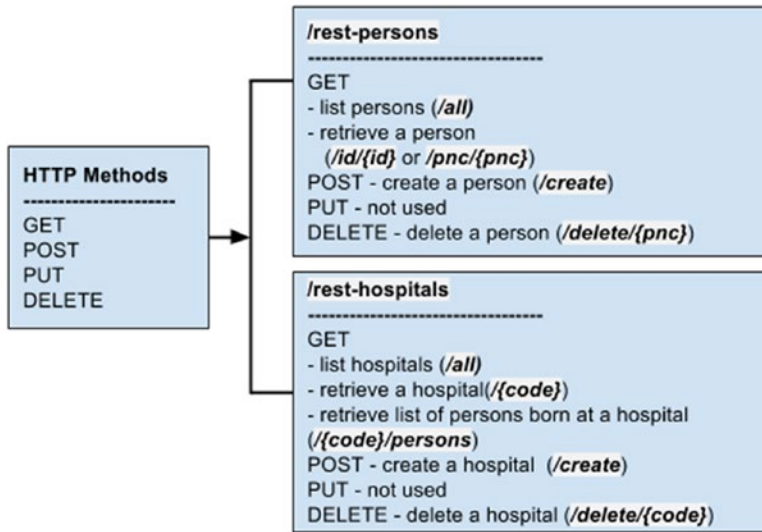 HTTP Methods
----------------------
GET
POST
PUT
DELETE
/rest-persons
----------------------------------
GET
- list persons (/all)
- retrieve a person
(/id/{id} or /pnc/{pnc})
POST - create a person (/create)
PUT - not used
DELETE - delete a person (/delete/{pnc})
/rest-hospitals
----------------------------------
GET
- list hospitals (/all)
- retrieve a hospital(/{code})
- retrieve list of persons born at a hospital
(/{code}/persons)
POST - create a hospital (/create)
PUT - not used
DELETE - delete a hospital (/delete/{code})